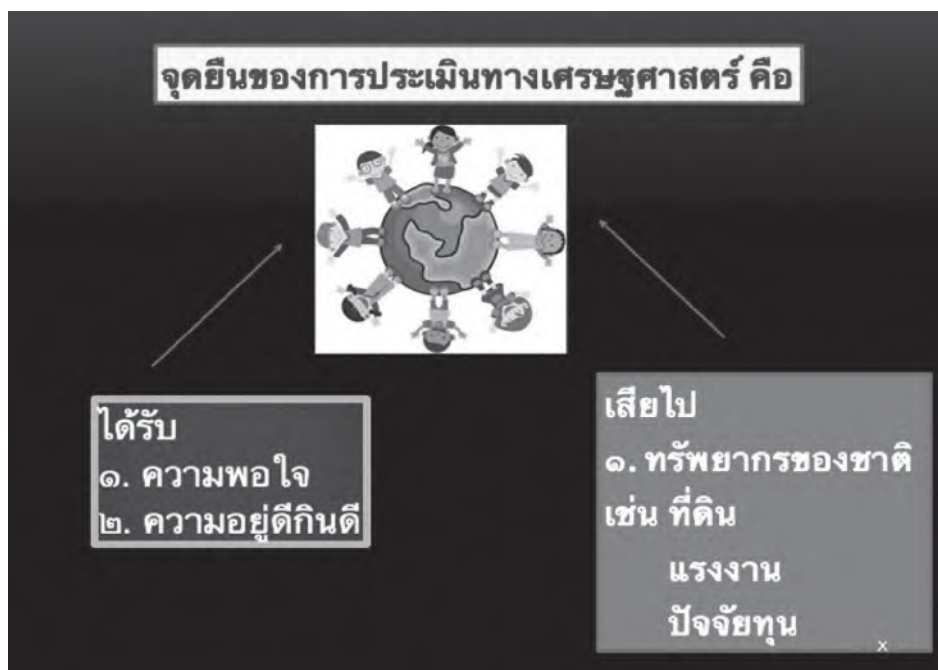 จุดยืนของการประเมินทางเศรษฐศาสตร์ คือ
ได้รับ
๑. ความพอใจ
๒. ความอยู่ดีกินดี
เสียไป
๑. ทรัพยากรของชาติ
เช่น ที่ดิน
แรงงาน
ปัจจัยทุน
x